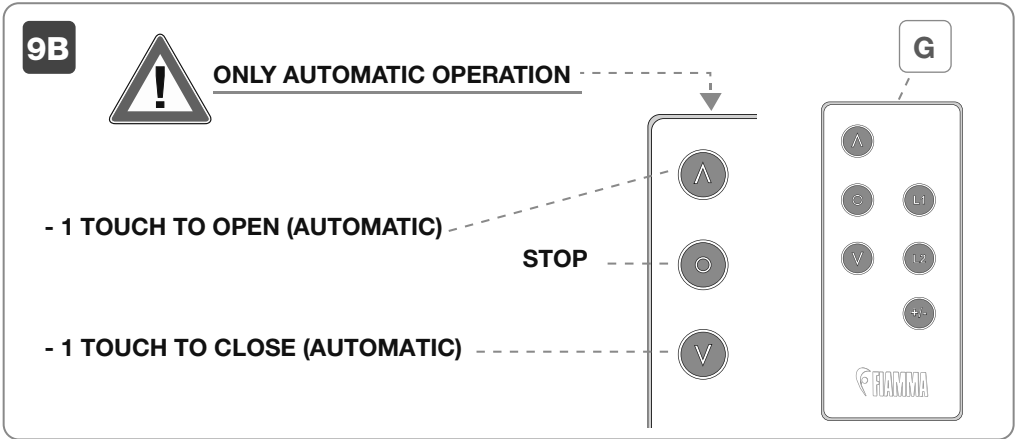 9B
!
ONLY AUTOMATIC OPERATION
G
- 1 TOUCH TO OPEN (AUTOMATIC)
STOP
- 1 TOUCH TO CLOSE (AUTOMATIC)
L1
L2
+/-
FIAMMA